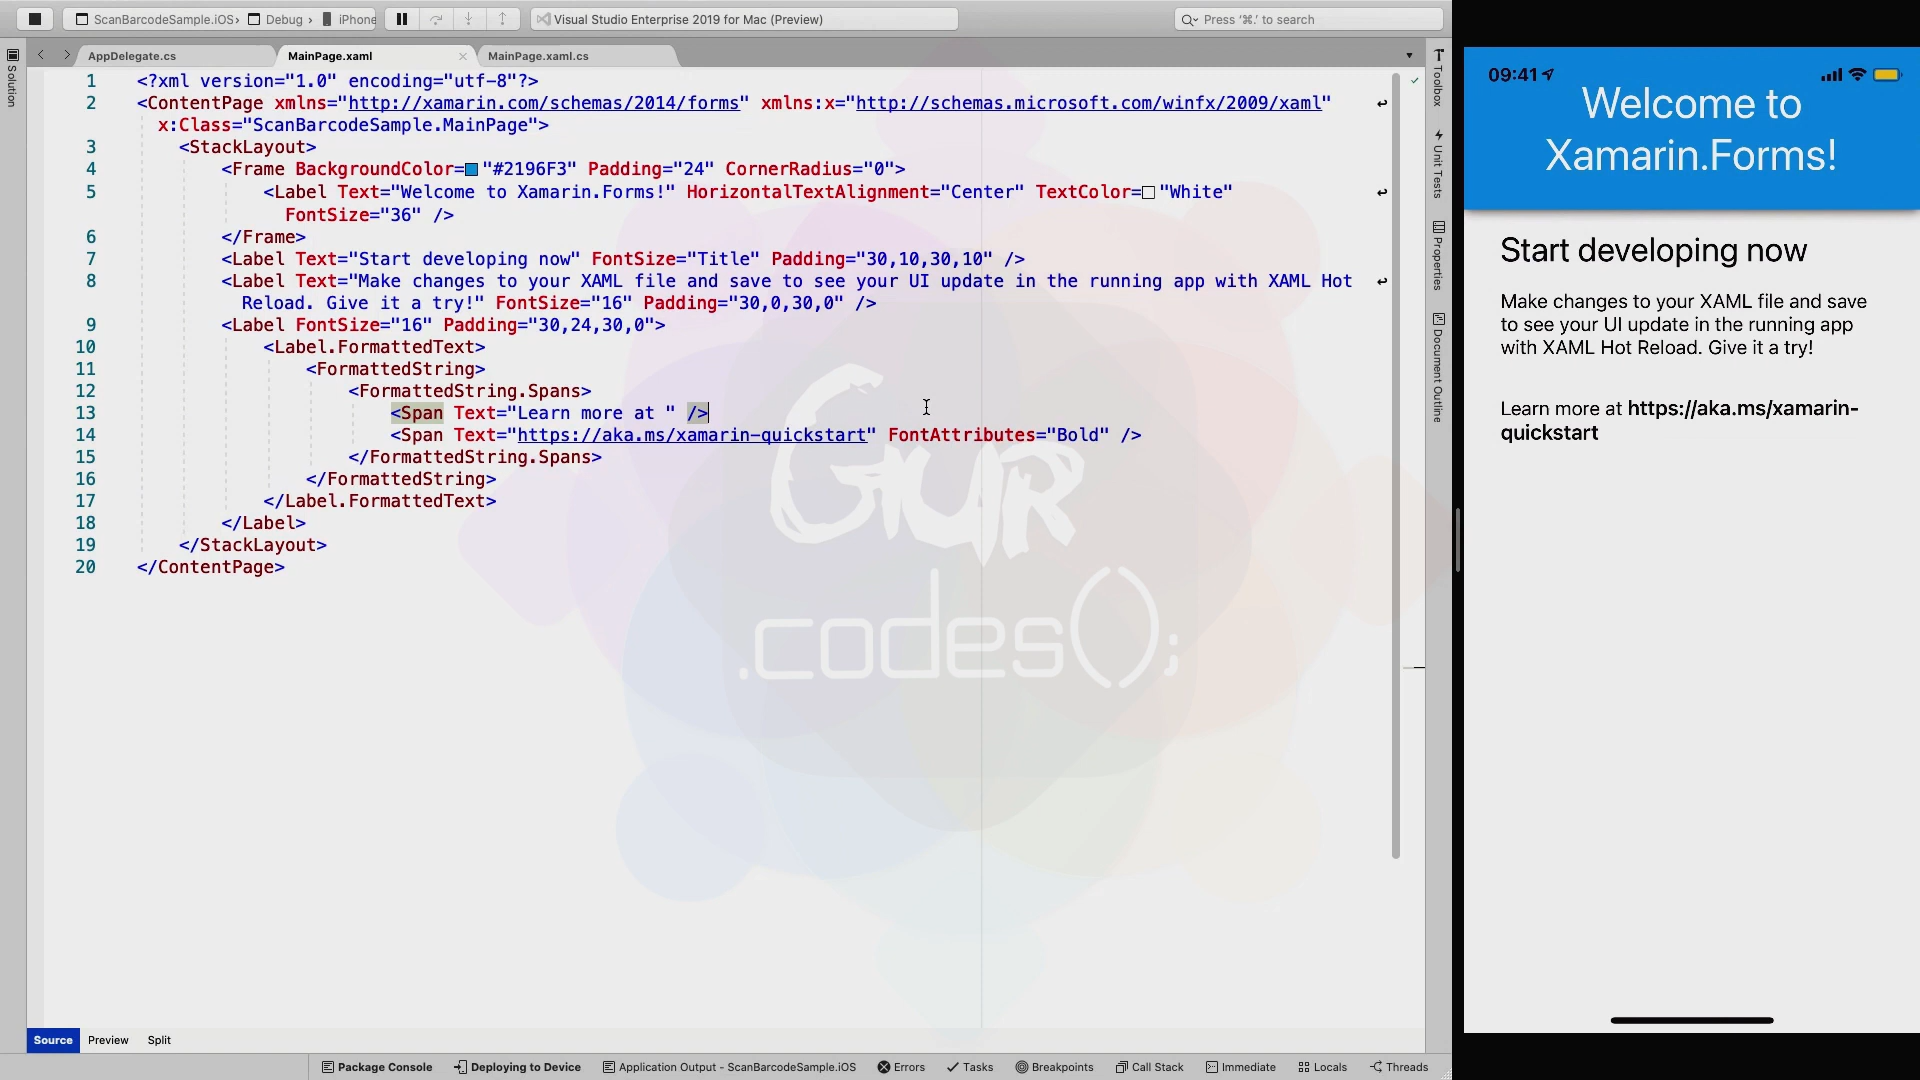 ScanBarcodeSample.iOS › Debug › iPhone
Visual Studio Enterprise 2019 for Mac (Preview)
Press '⌘.' to search
AppDelegate.cs
MainPage.xaml
MainPage.xaml.cs
Solution
1 <?xml version="1.0" encoding="utf-8"?>
2 <ContentPage xmlns="http://xamarin.com/schemas/2014/forms" xmlns:x="http://schemas.microsoft.com/winfx/2009/xaml"
x:Class="ScanBarcodeSample.MainPage">
3 <StackLayout>
4 <Frame BackgroundColor="#2196F3" Padding="24" CornerRadius="0">
5 <Label Text="Welcome to Xamarin.Forms!" HorizontalTextAlignment="Center" TextColor="White"
FontSize="36" />
6 </Frame>
7 <Label Text="Start developing now" FontSize="Title" Padding="30,10,30,10" />
8 <Label Text="Make changes to your XAML file and save to see your UI update in the running app with XAML Hot
Reload. Give it a try!" FontSize="16" Padding="30,0,30,0" />
9 <Label FontSize="16" Padding="30,24,30,0">
10 <Label.FormattedText>
11 <FormattedString>
12 <FormattedString.Spans>
13 <Span Text="Learn more at " />
14 <Span Text="https://aka.ms/xamarin-quickstart" FontAttributes="Bold" />
15 </FormattedString.Spans>
16 </FormattedString>
17 </Label.FormattedText>
18 </Label>
19 </StackLayout>
20 </ContentPage>
GUR
.codes();
Toolbox
Unit Tests
Properties
Document Outline
Source
Preview
Split
Package Console
Deploying to Device
Application Output - ScanBarcodeSample.iOS
Errors
Tasks
Breakpoints
Call Stack
Immediate
Locals
Threads
09:41
Welcome to
Xamarin.Forms!
Start developing now
Make changes to your XAML file and save
to see your UI update in the running app
with XAML Hot Reload. Give it a try!
Learn more at https://aka.ms/xamarin-
quickstart